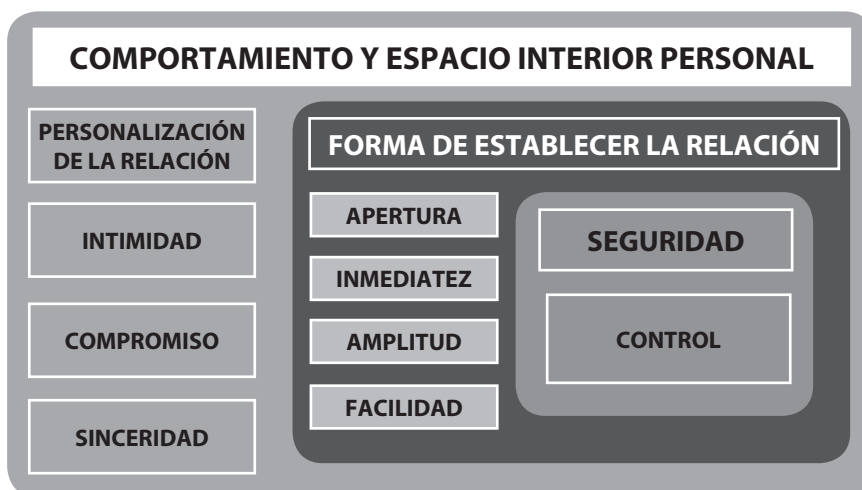 COMPORTAMIENTO Y ESPACIO INTERIOR PERSONAL
PERSONALIZACIÓN
DE LA RELACIÓN
INTIMIDAD
COMPROMISO
SINCERIDAD
FORMA DE ESTABLECER LA RELACIÓN
APERTURA
INMEDIATEZ
AMPLITUD
FACILIDAD
SEGURIDAD
CONTROL